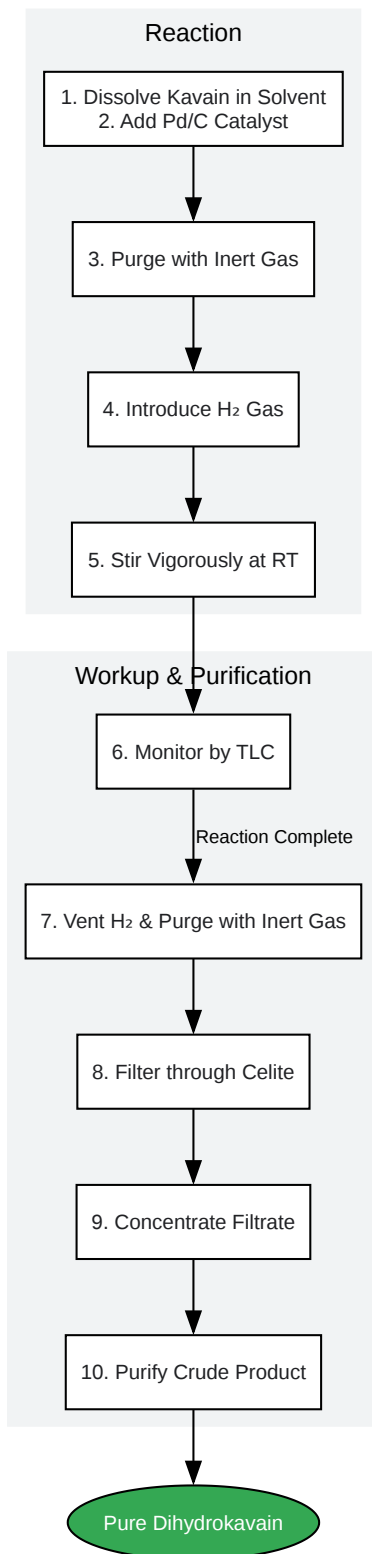 Reaction
1. Dissolve Kavain in Solvent
2. Add Pd/C Catalyst
3. Purge with Inert Gas
4. Introduce H₂ Gas
5. Stir Vigorously at RT
Workup & Purification
6. Monitor by TLC
Reaction Complete
7. Vent H₂ & Purge with Inert Gas
8. Filter through Celite
9. Concentrate Filtrate
10. Purify Crude Product
Pure Dihydrokavain